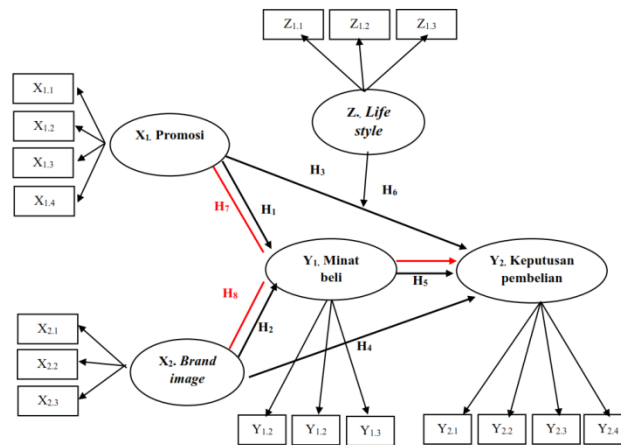 Z1.1
Z1.2
Z1.3
X1.1
X1.2
X1.3
X1.4
X1. Promosi
Z.. Life
style
H3
H6
H7
H1
Y1. Minat
beli
H5
Y2. Keputusan
pembelian
H8
H2
H4
X2.1
X2.2
X2.3
X2. Brand
image
Y1.2
Y1.2
Y1.3
Y2.1
Y2.2
Y2.3
Y2.4